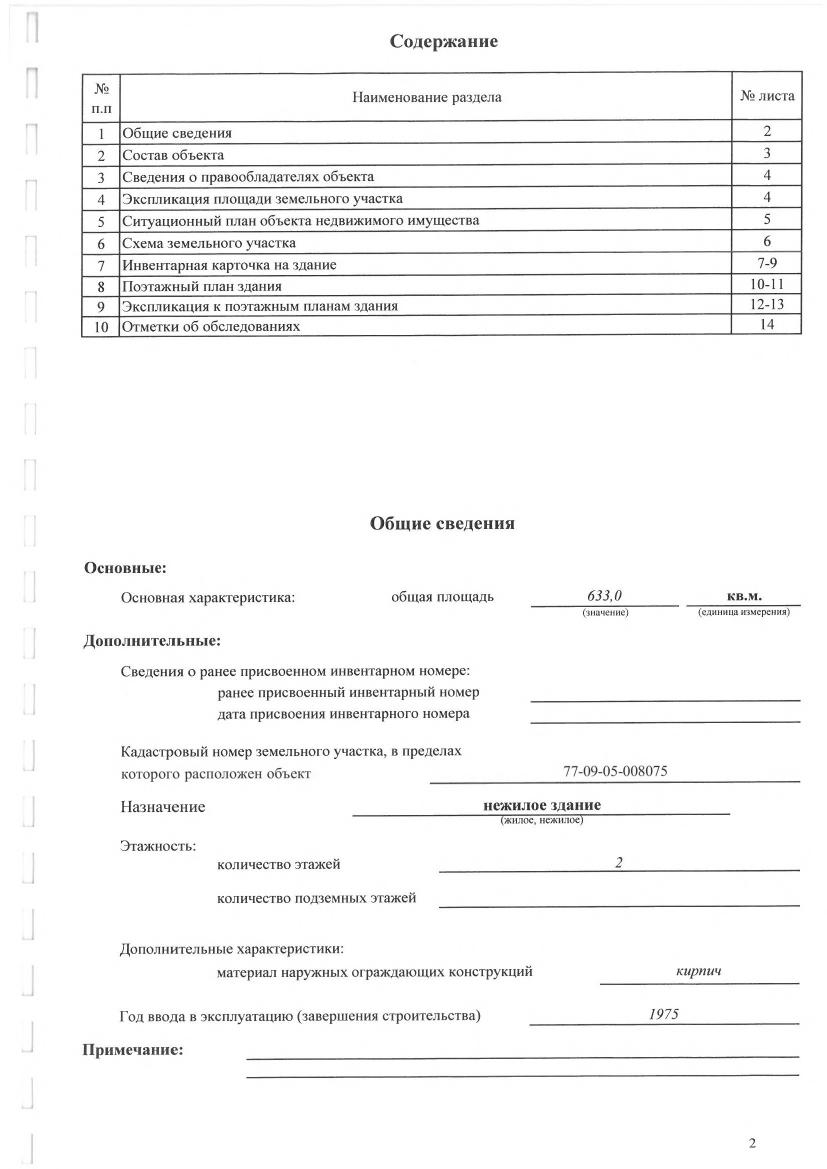 Содержание
№ п.п Наименование раздела № листа
1 Общие сведения 2
2 Состав объекта 3
3 Сведения о правообладателях объекта 4
4 Экспликация площади земельного участка 4
5 Ситуационный план объекта недвижимого имущества 5
6 Схема земельного участка 6
7 Инвентарная карточка на здание 7-9
8 Поэтажный план здания 10-11
9 Экспликация к поэтажным планам здания 12-13
10 Отметки об обследованиях 14
Общие сведения
Основные:
Основная характеристика: общая площадь 633,0 кв.м.
(значение) (единица измерения)
Дополнительные:
Сведения о ранее присвоенном инвентарном номере:
ранее присвоенный инвентарный номер
дата присвоения инвентарного номера
Кадастровый номер земельного участка, в пределах
которого расположен объект 77-09-05-008075
Назначение нежилое здание
(жилое, нежилое)
Этажность:
количество этажей 2
количество подземных этажей
Дополнительные характеристики:
материал наружных ограждающих конструкций кирпич
Год ввода в эксплуатацию (завершения строительства) 1975
Примечание:
2